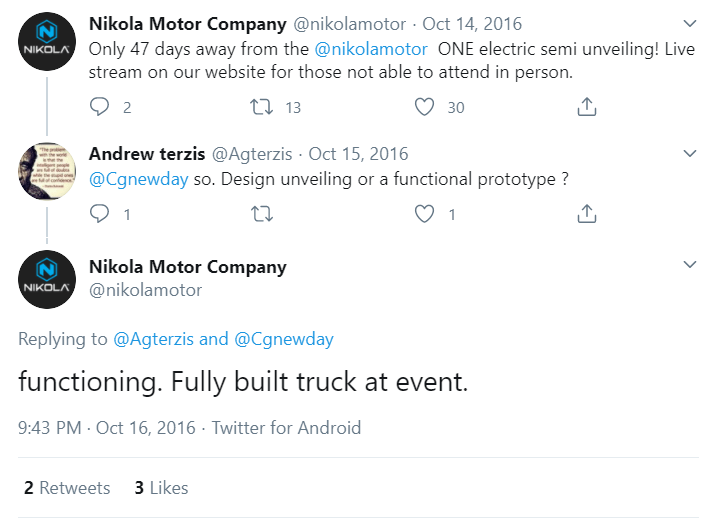 Nikola Motor Company @nikolamotor · Oct 14, 2016
Only 47 days away from the @nikolamotor ONE electric semi unveiling! Live
stream on our website for those not able to attend in person.
2 13 30
Andrew terzis @Agterzis · Oct 15, 2016
@Cgnewday so. Design unveiling or a functional prototype ?
1 1
Nikola Motor Company
@nikolamotor
Replying to @Agterzis and @Cgnewday
functioning. Fully built truck at event.
9:43 PM · Oct 16, 2016 · Twitter for Android
2 Retweets 3 Likes
NIKOLA
NIKOLA